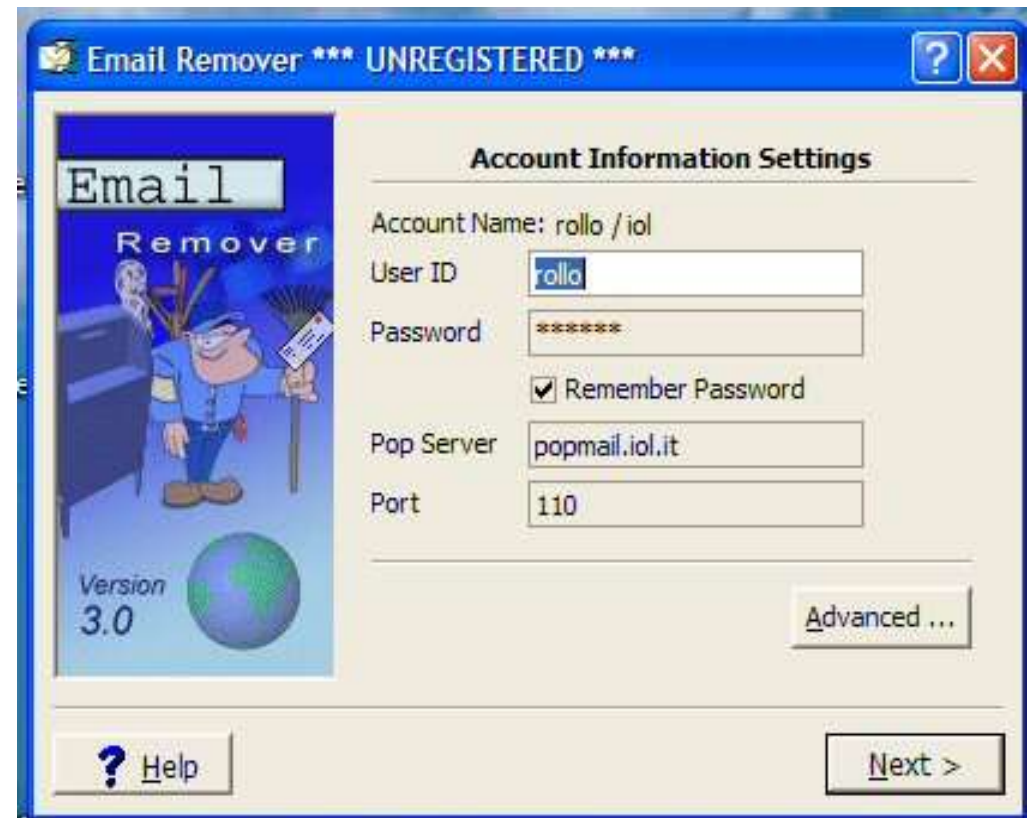 Email Remover *** UNREGISTERED ***
Email
Remover
Version
3.0
Account Information Settings
Account Name: rollo / iol
User ID rollo
Password ******
Remember Password
Pop Server popmail.iol.it
Port 110
Advanced ...
? Help
Next >